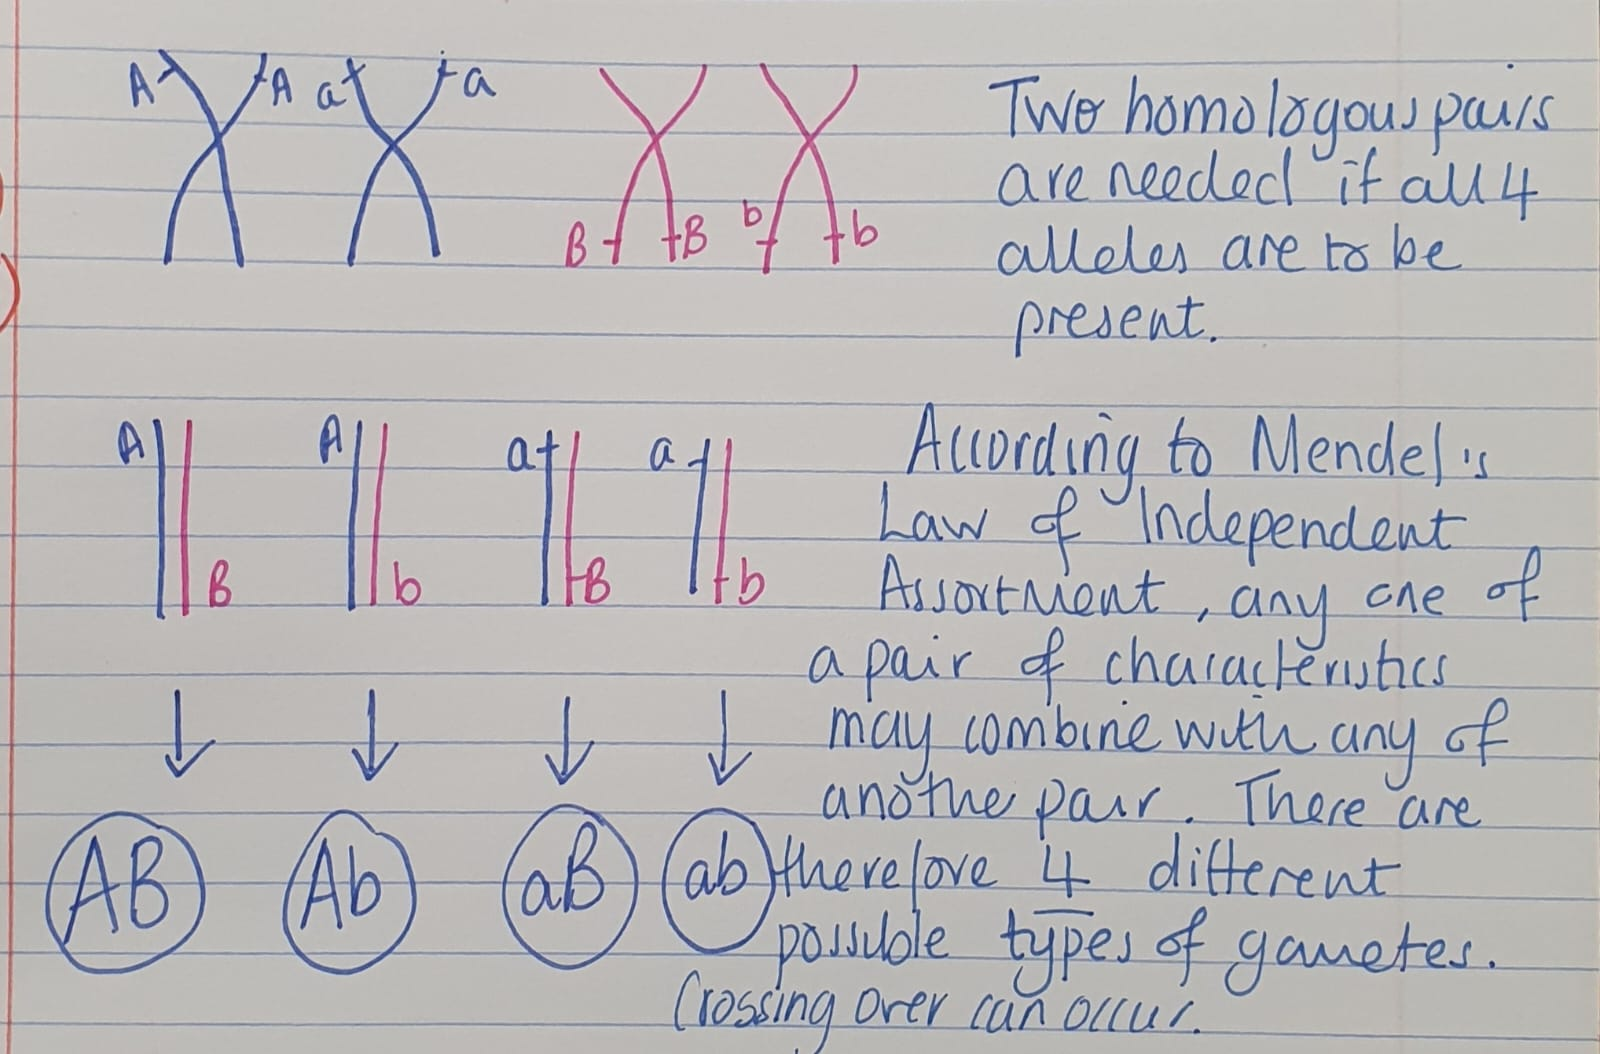 A A a a
B B b b
Two homologous pairs
are needed if all 4
alleles are to be
present.
A B A b a B a b
According to Mendel's
Law of Independent
Assortment, any one of
a pair of characteristics
may combine with any of
anothe pair. There are
AB Ab aB ab
therefore 4 different
possible types of gametes.
Crossing over can occur.